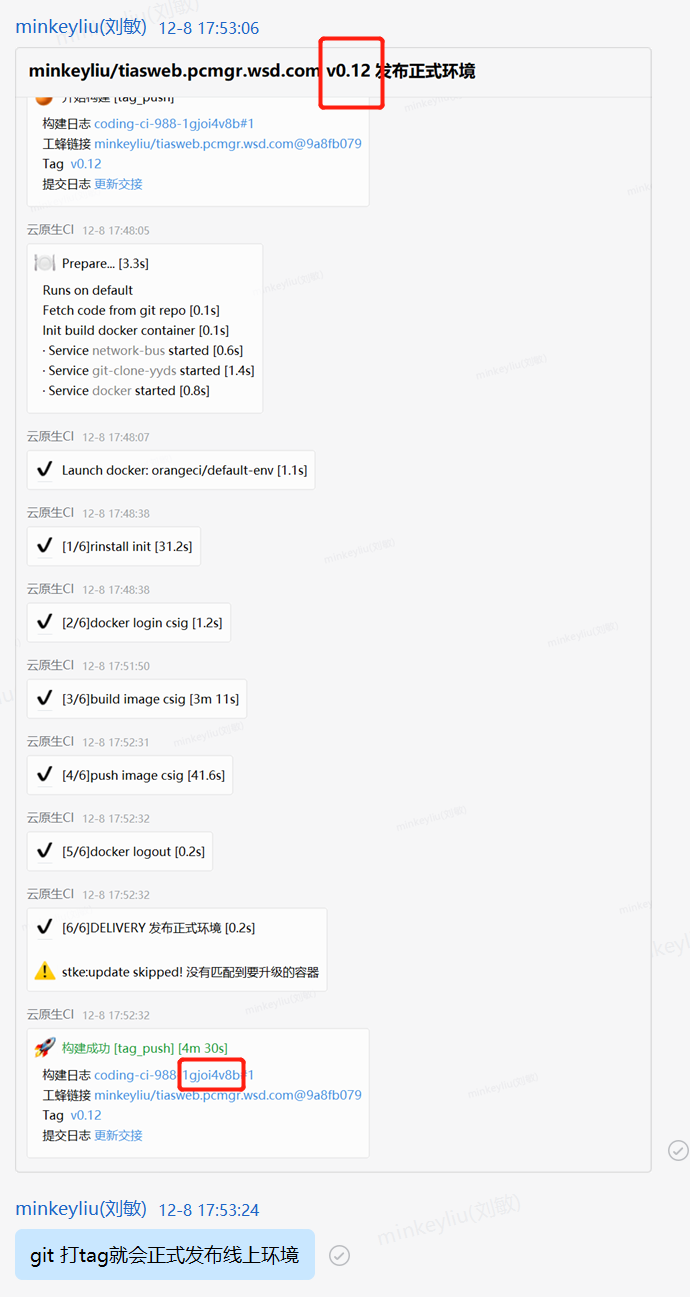 minkeyliu(刘敏) 12-8 17:53:06
minkeyliu/tiasweb.pcmgr.wsd.com v0.12 发布正式环境
开始构建 [tag_push]
构建日志 coding-ci-988-1gjoi4v8b#1
工蜂链接 minkeyliu/tiasweb.pcmgr.wsd.com@9a8fb079
Tag v0.12
提交日志 更新交接
云原生CI 12-8 17:48:05
Prepare... [3.3s]
Runs on default
Fetch code from git repo [0.1s]
Init build docker container [0.1s]
· Service network-bus started [0.6s]
· Service git-clone-yyds started [1.4s]
· Service docker started [0.8s]
云原生CI 12-8 17:48:07
Launch docker: orangeci/default-env [1.1s]
云原生CI 12-8 17:48:38
[1/6]rinstall init [31.2s]
云原生CI 12-8 17:48:38
[2/6]docker login csig [1.2s]
云原生CI 12-8 17:51:50
[3/6]build image csig [3m 11s]
云原生CI 12-8 17:52:31
[4/6]push image csig [41.6s]
云原生CI 12-8 17:52:32
[5/6]docker logout [0.2s]
云原生CI 12-8 17:52:32
[6/6]DELIVERY 发布正式环境 [0.2s]
stke:update skipped! 没有匹配到要升级的容器
云原生CI 12-8 17:52:32
构建成功 [tag_push] [4m 30s]
构建日志 coding-ci-988-1gjoi4v8b#1
工蜂链接 minkeyliu/tiasweb.pcmgr.wsd.com@9a8fb079
Tag v0.12
提交日志 更新交接
minkeyliu(刘敏) 12-8 17:53:24
git 打tag就会正式发布线上环境